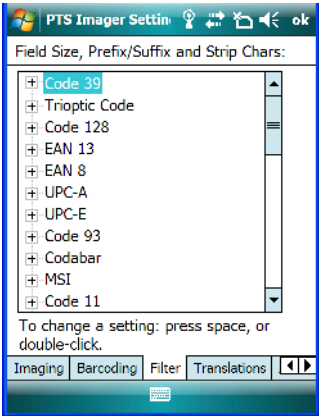 PTS Imager Settin
ok
Field Size, Prefix/Suffix and Strip Chars:
Code 39
Trioptic Code
Code 128
EAN 13
EAN 8
UPC-A
UPC-E
Code 93
Codabar
MSI
Code 11
To change a setting: press space, or
double-click.
Imaging Barcoding Filter Translations